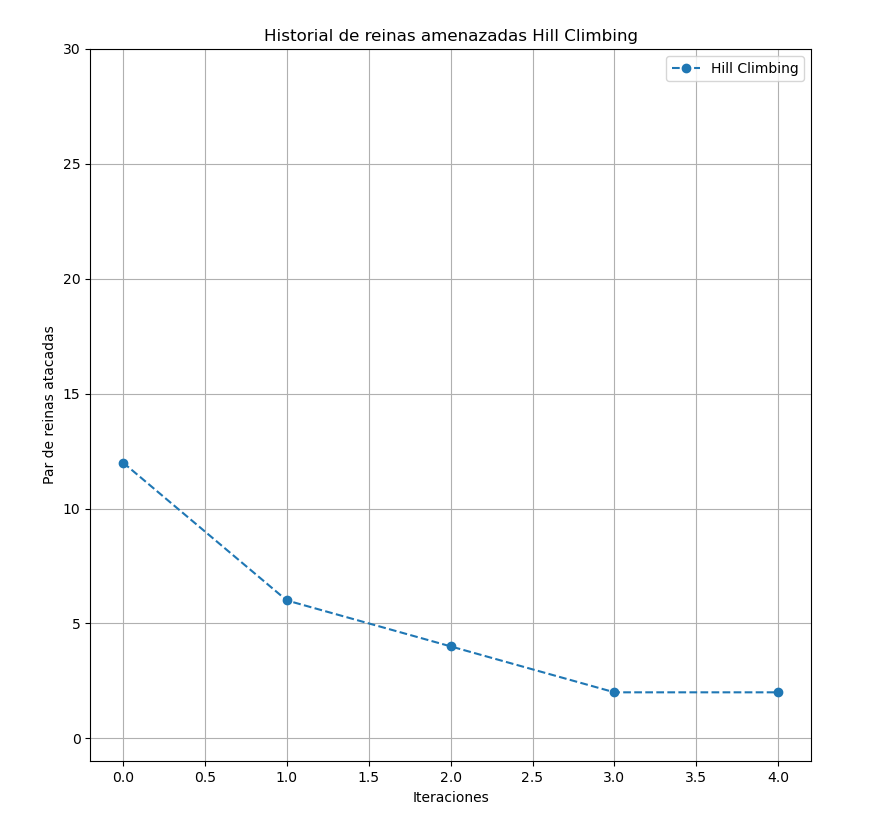 Historial de reinas amenazadas Hill Climbing
Hill Climbing
30
25
20
15
10
5
0
Par de reinas atacadas
0.0 0.5 1.0 1.5 2.0 2.5 3.0 3.5 4.0
Iteraciones